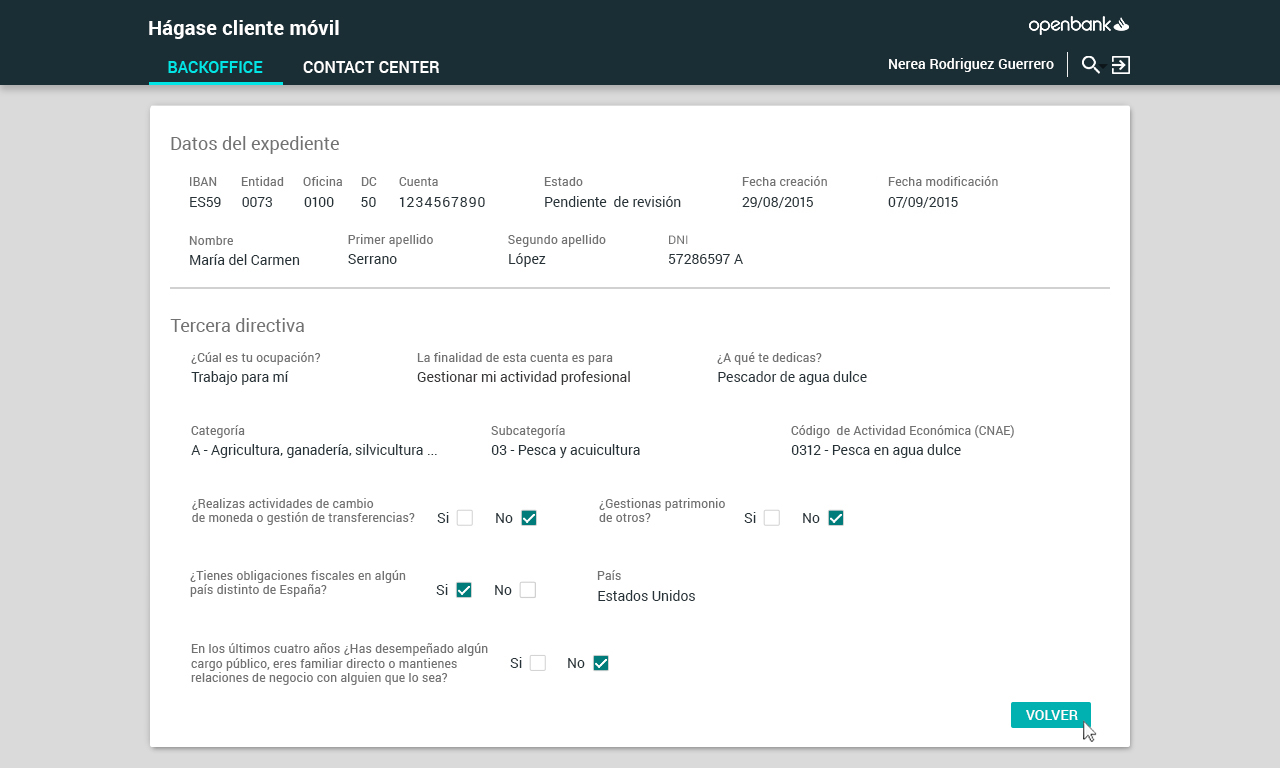 Hágase cliente móvil
openbank
BACKOFFICE CONTACT CENTER
Nerea Rodriguez Guerrero
Datos del expediente
IBAN Entidad Oficina DC Cuenta Estado Fecha creación Fecha modificación
ES59 0073 0100 50 1234567890 Pendiente de revisión 29/08/2015 07/09/2015
Nombre Primer apellido Segundo apellido DNI
María del Carmen Serrano López 57286597 A
Tercera directiva
¿Cúal es tu ocupación? La finalidad de esta cuenta es para ¿A qué te dedicas?
Trabajo para mí Gestionar mi actividad profesional Pescador de agua dulce
Categoría Subcategoría Código de Actividad Económica (CNAE)
A - Agricultura, ganadería, silvicultura ... 03 - Pesca y acuicultura 0312 - Pesca en agua dulce
¿Realizas actividades de cambio
de moneda o gestión de transferencias? Si No
¿Gestionas patrimonio
de otros? Si No
¿Tienes obligaciones fiscales en algún
país distinto de España? Si No
País
Estados Unidos
En los últimos cuatro años ¿Has desempeñado algún
cargo público, eres familiar directo o mantienes
relaciones de negocio con alguien que lo sea? Si No
VOLVER